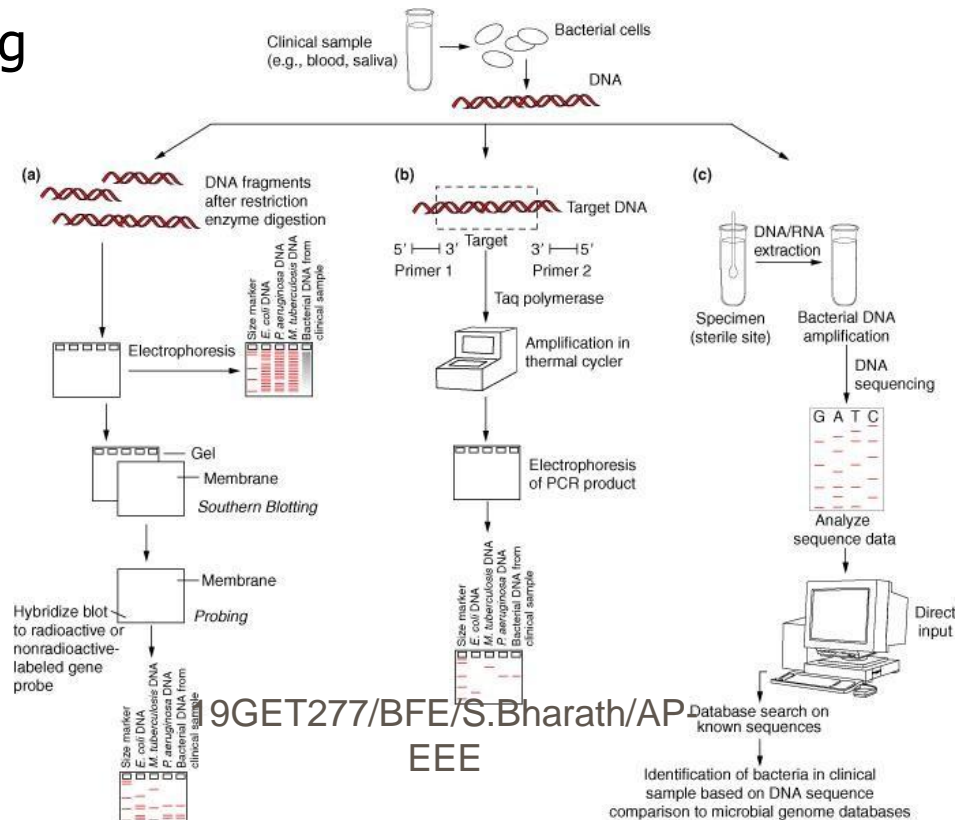 g
Clinical sample
(e.g., blood, saliva)
Bacterial cells
DNA
(a)
DNA fragments
after restriction
enzyme digestion
Electrophoresis
Size marker
E. coli DNA
P. aeruginosa DNA
M. tuberculosis DNA
Bacterial DNA from
clinical sample
Gel
Membrane
Southern Blotting
Membrane
Probing
Hybridize blot
to radioactive or
nonradioactive-
labeled gene
probe
Size marker
E. coli DNA
M. tuberculosis DNA
P. aeruginosa DNA
Bacterial DNA from
clinical sample
(b)
Target DNA
Target
5′ 3′
3′ 5′
Primer 1
Primer 2
Taq polymerase
Amplification in
thermal cycler
Electrophoresis
of PCR product
Size marker
E. coli DNA
M. tuberculosis DNA
P. aeruginosa DNA
Bacterial DNA from
clinical sample
(c)
DNA/RNA
extraction
Specimen
(sterile site)
Bacterial DNA
amplification
DNA
sequencing
G A T C
Analyze
sequence data
Direct
input
Database search on
known sequences
Identification of bacteria in clinical
sample based on DNA sequence
comparison to microbial genome databases
9GET277/BFE/S.Bharath/AP-
EEE